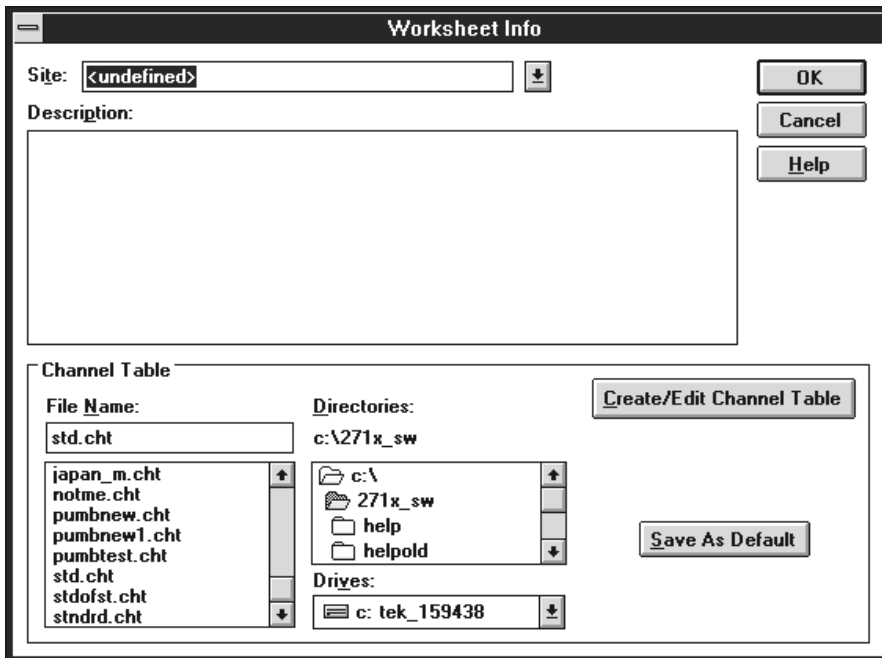 Worksheet Info
Site: <undefined>
OK
Description:
Cancel
Help
Channel Table
File Name:
Directories:
Create/Edit Channel Table
std.cht
c:\271x_sw
japan_m.cht
notme.cht
pumbnew.cht
pumbnew1.cht
pumbtest.cht
std.cht
stdofst.cht
stndrd.cht
c:\
271x_sw
help
helpold
Save As Default
Drives:
c: tek_159438